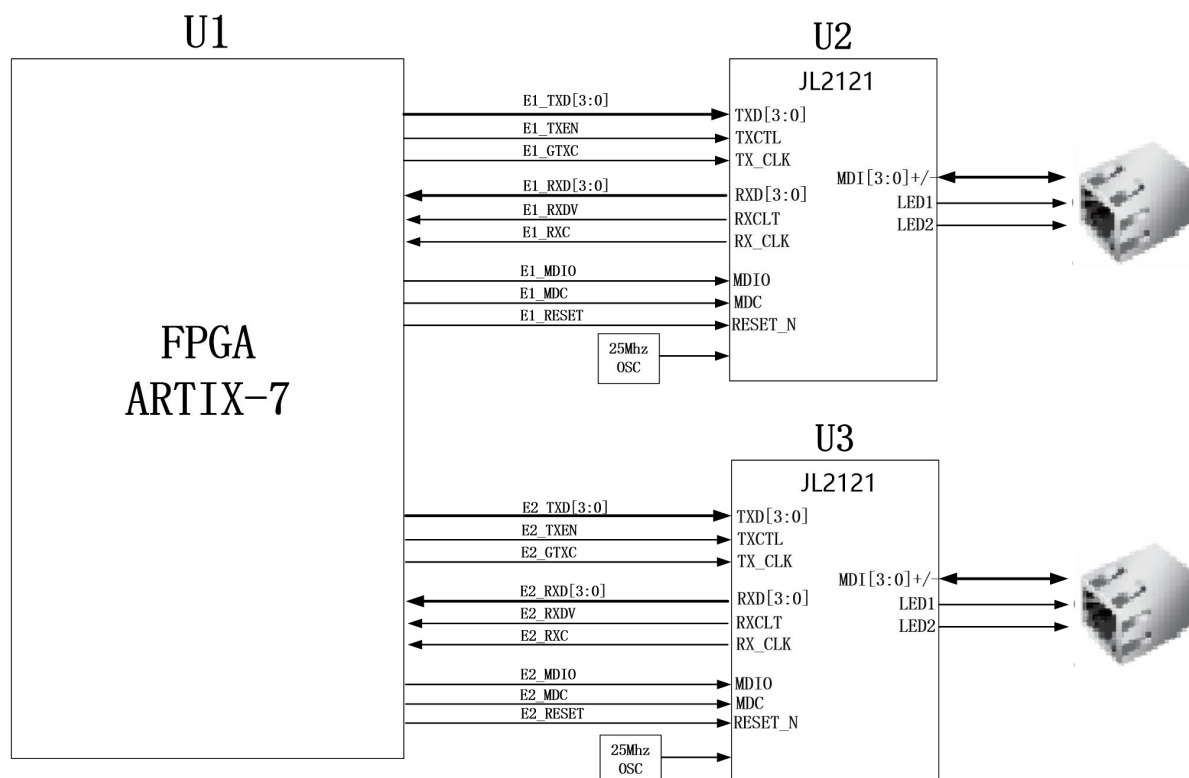 U1
FPGA
ARTIX-7
E1_TXD[3:0]
E1_TXEN
E1_GTXC
E1_RXD[3:0]
E1_RXDV
E1_RXC
E1_MDIO
E1_MDC
E1_RESET
25Mhz
OSC
U2
JL2121
TXD[3:0]
TXCTL
TX_CLK
RXD[3:0]
RXCLT
RX_CLK
MDIO
MDC
RESET_N
MDI[3:0]+/-
LED1
LED2
E2_TXD[3:0]
E2_TXEN
E2_GTXC
E2_RXD[3:0]
E2_RXDV
E2_RXC
E2_MDIO
E2_MDC
E2_RESET
25Mhz
OSC
U3
JL2121
TXD[3:0]
TXCTL
TX_CLK
RXD[3:0]
RXCLT
RX_CLK
MDIO
MDC
RESET_N
MDI[3:0]+/-
LED1
LED2